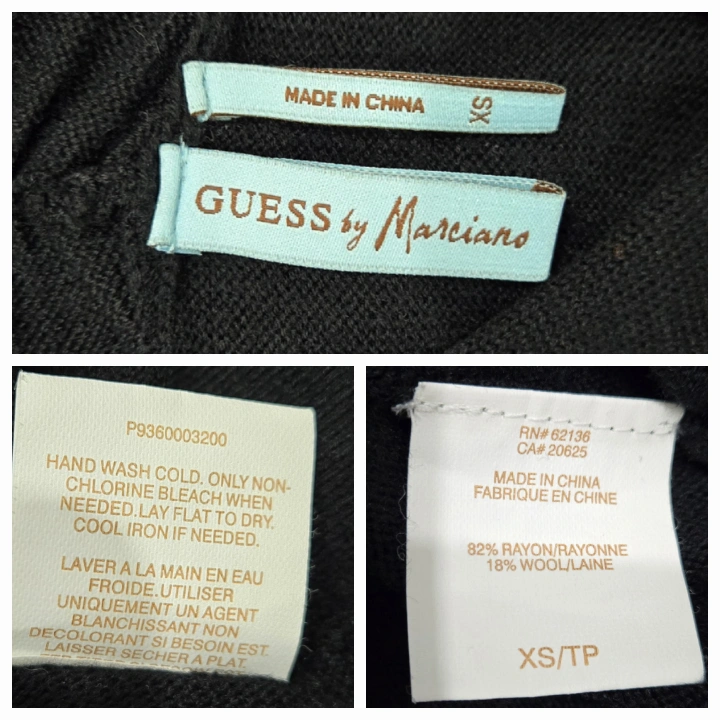 MADE IN CHINA
XS
GUESS by Marciano
P9360003200
HAND WASH COLD. ONLY NON-
CHLORINE BLEACH WHEN
NEEDED.LAY FLAT TO DRY.
COOL IRON IF NEEDED.
LAVER A LA MAIN EN EAU
FROIDE.UTILISER
UNIQUEMENT UN AGENT
BLANCHISSANT NON
DECOLORANT SI BESOIN EST.
LAISSER SECHER A PLAT.
RN# 62136
CA# 20625
MADE IN CHINA
FABRIQUE EN CHINE
82% RAYON/RAYONNE
18% WOOL/LAINE
XS/TP